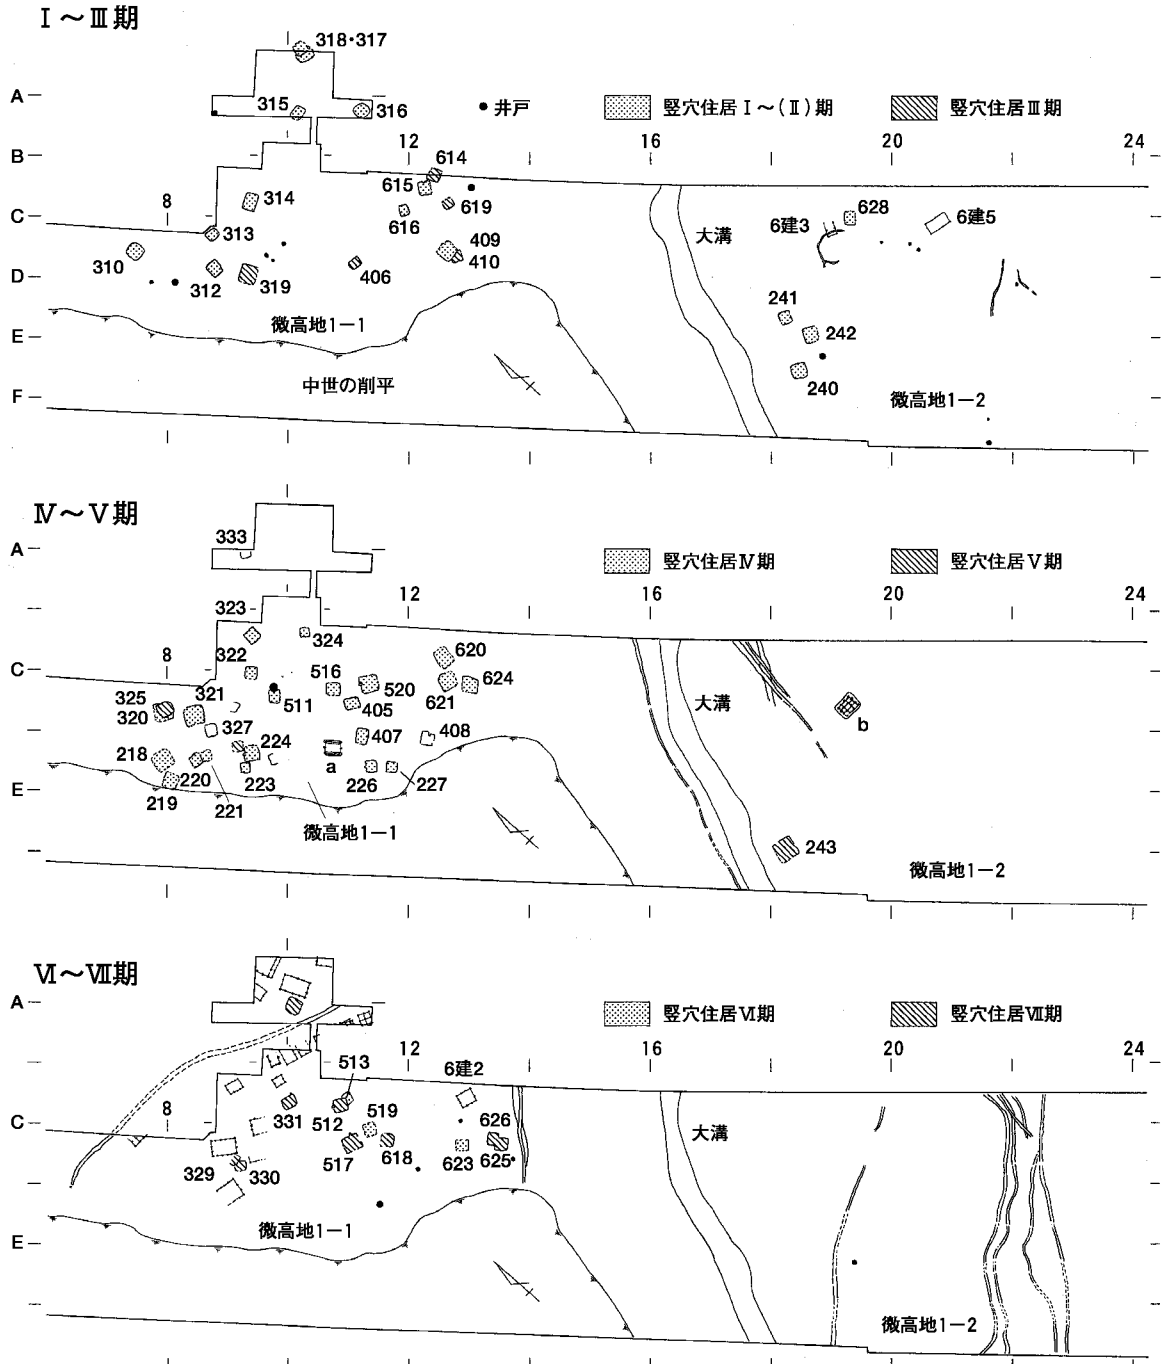 Ⅰ～Ⅲ期
318・317
A
315
316
●井戸
竪穴住居Ⅰ～(Ⅱ)期
竪穴住居Ⅲ期
12
16
20
24
B
614
615
8
314
619
628
C
616
6建3
6建5
313
409
大溝
310
410
D
312
319
406
241
微高地1－1
242
E
中世の削平
240
微高地1－2
F
Ⅳ～Ⅴ期
333
A
竪穴住居Ⅳ期
竪穴住居Ⅴ期
12
16
20
24
323
324
620
8
322
C
516
624
325
321
520
621
大溝
320
511
405
327
408
b
218
224
407
a
E
220
223
226
227
219
221
微高地1－1
243
微高地1－2
Ⅵ～Ⅶ期
A
竪穴住居Ⅵ期
竪穴住居Ⅶ期
12
16
20
24
513
6建2
8
519
C
331
512
626
大溝
517
618
623
625
329
330
微高地1－1
E
微高地1－2